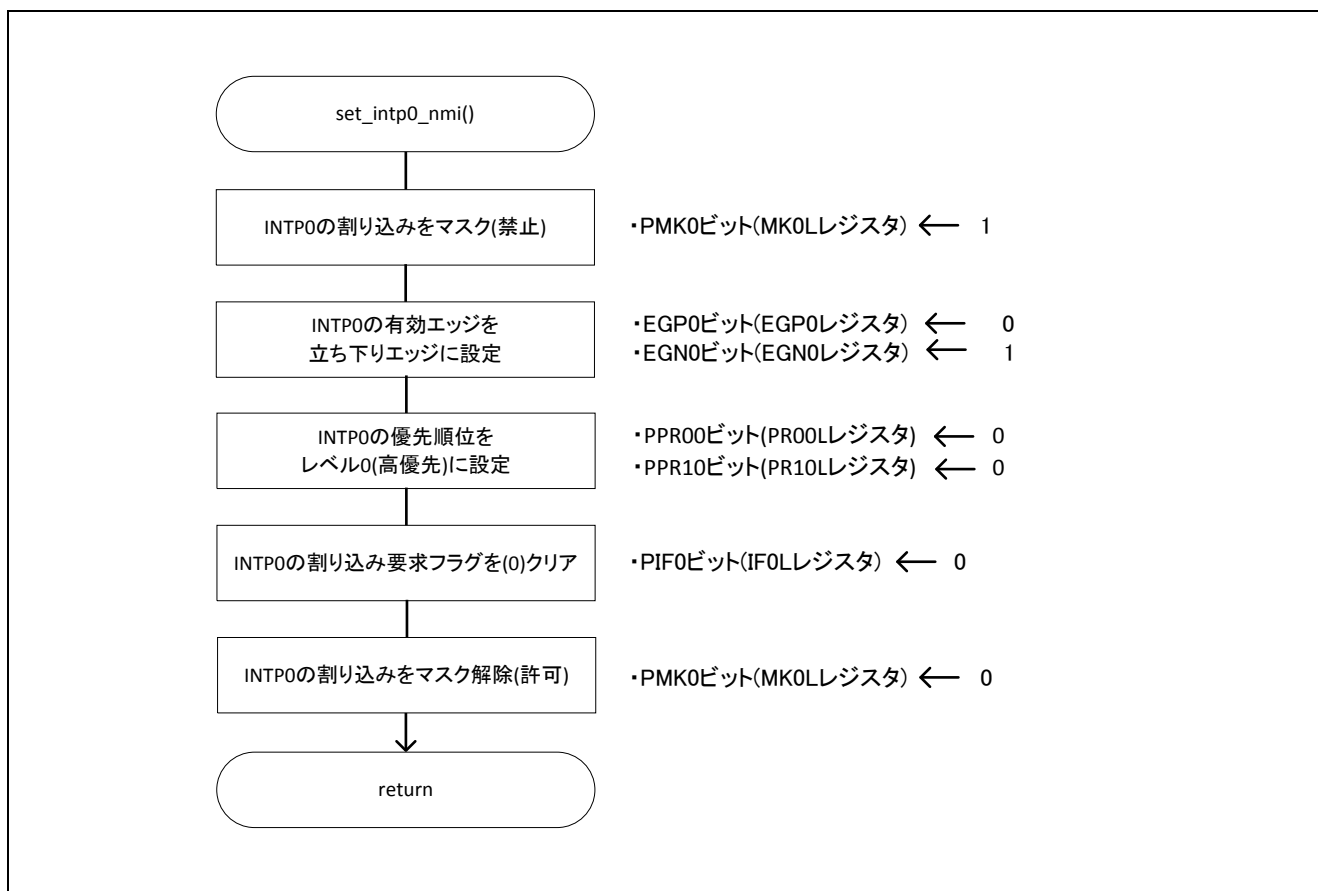 set_intp0_nmi()
INTP0の割り込みをマスク(禁止)
・PMK0ビット(MK0Lレジスタ) ← 1
INTP0の有効エッジを
立ち下りエッジに設定
・EGP0ビット(EGP0レジスタ) ← 0
・EGN0ビット(EGN0レジスタ) ← 1
INTP0の優先順位を
レベル0(高優先)に設定
・PPR00ビット(PR00Lレジスタ) ← 0
・PPR10ビット(PR10Lレジスタ) ← 0
INTP0の割り込み要求フラグを(0)クリア
・PIF0ビット(IF0Lレジスタ) ← 0
INTP0の割り込みをマスク解除(許可)
・PMK0ビット(MK0Lレジスタ) ← 0
return